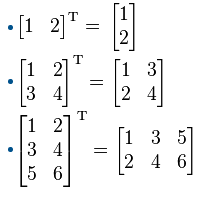 • [1 2]ᵀ = [1; 2]
• [1 2; 3 4]ᵀ = [1 3; 2 4]
• [1 2; 3 4; 5 6]ᵀ = [1 3 5; 2 4 6]